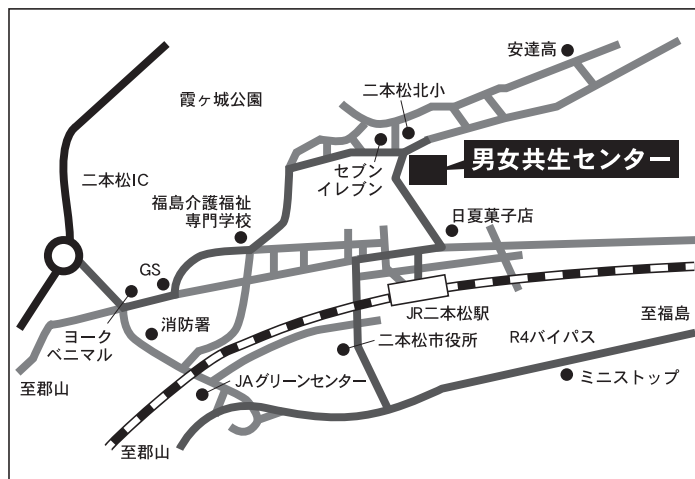 安達高
霞ヶ城公園
二本松北小
二本松IC
セブン
イレブン
男女共生センター
福島介護福祉
専門学校
日夏菓子店
GS
ヨーク
ベニマル
消防署
JR二本松駅
至福島
二本松市役所
R4バイパス
至郡山
JAグリーンセンター
ミニストップ
至郡山